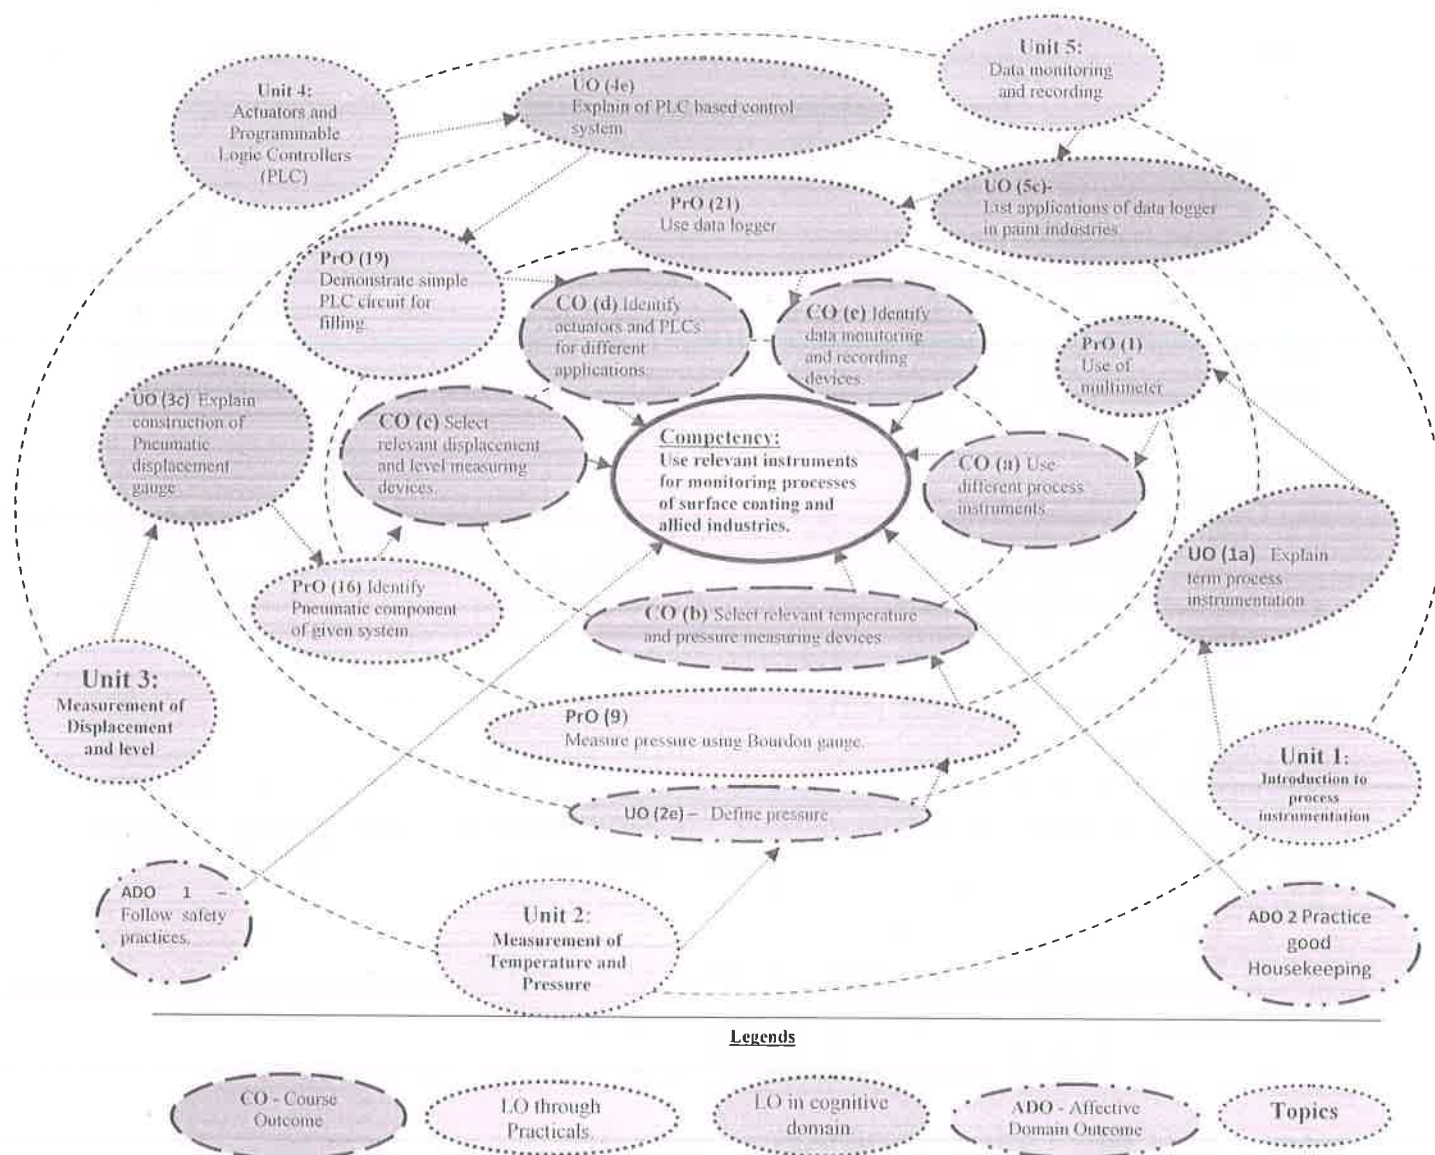 Unit 5:
Data monitoring
and recording
Unit 4:
Actuators and
Programmable
Logic Controllers
(PLC)
UO (4e)
Explain of PLC based control
system
UO (5c)-
List applications of data logger
in paint industries.
PrO (21)
Use data logger
PrO (19)
Demonstrate simple
PLC circuit for
filling.
CO (d) Identify
actuators and PLCs
for different
applications.
CO (e) Identify
data monitoring
and recording
devices.
PrO (1)
Use of
multimeter
UO (3c) Explain
construction of
Pneumatic
displacement
gauge
CO (c) Select
relevant displacement
and level measuring
devices.
Competency:
Use relevant instruments
for monitoring processes
of surface coating and
allied industries.
CO (a) Use
different process
instruments.
UO (1a) Explain
term process
instrumentation
PrO (16) Identify
Pneumatic component
of given system
CO (b) Select relevant temperature
and pressure measuring devices
Unit 3:
Measurement of
Displacement
and level
PrO (9)
Measure pressure using Bourdon gauge.
Unit 1:
Introduction to
process
instrumentation
UO (2e) – Define pressure
ADO 1 –
Follow safety
practices.
Unit 2:
Measurement of
Temperature and
Pressure
ADO 2 Practice
good
Housekeeping
Legends
CO - Course
Outcome
LO through
Practicals
LO in cognitive
domain
ADO - Affective
Domain Outcome
Topics